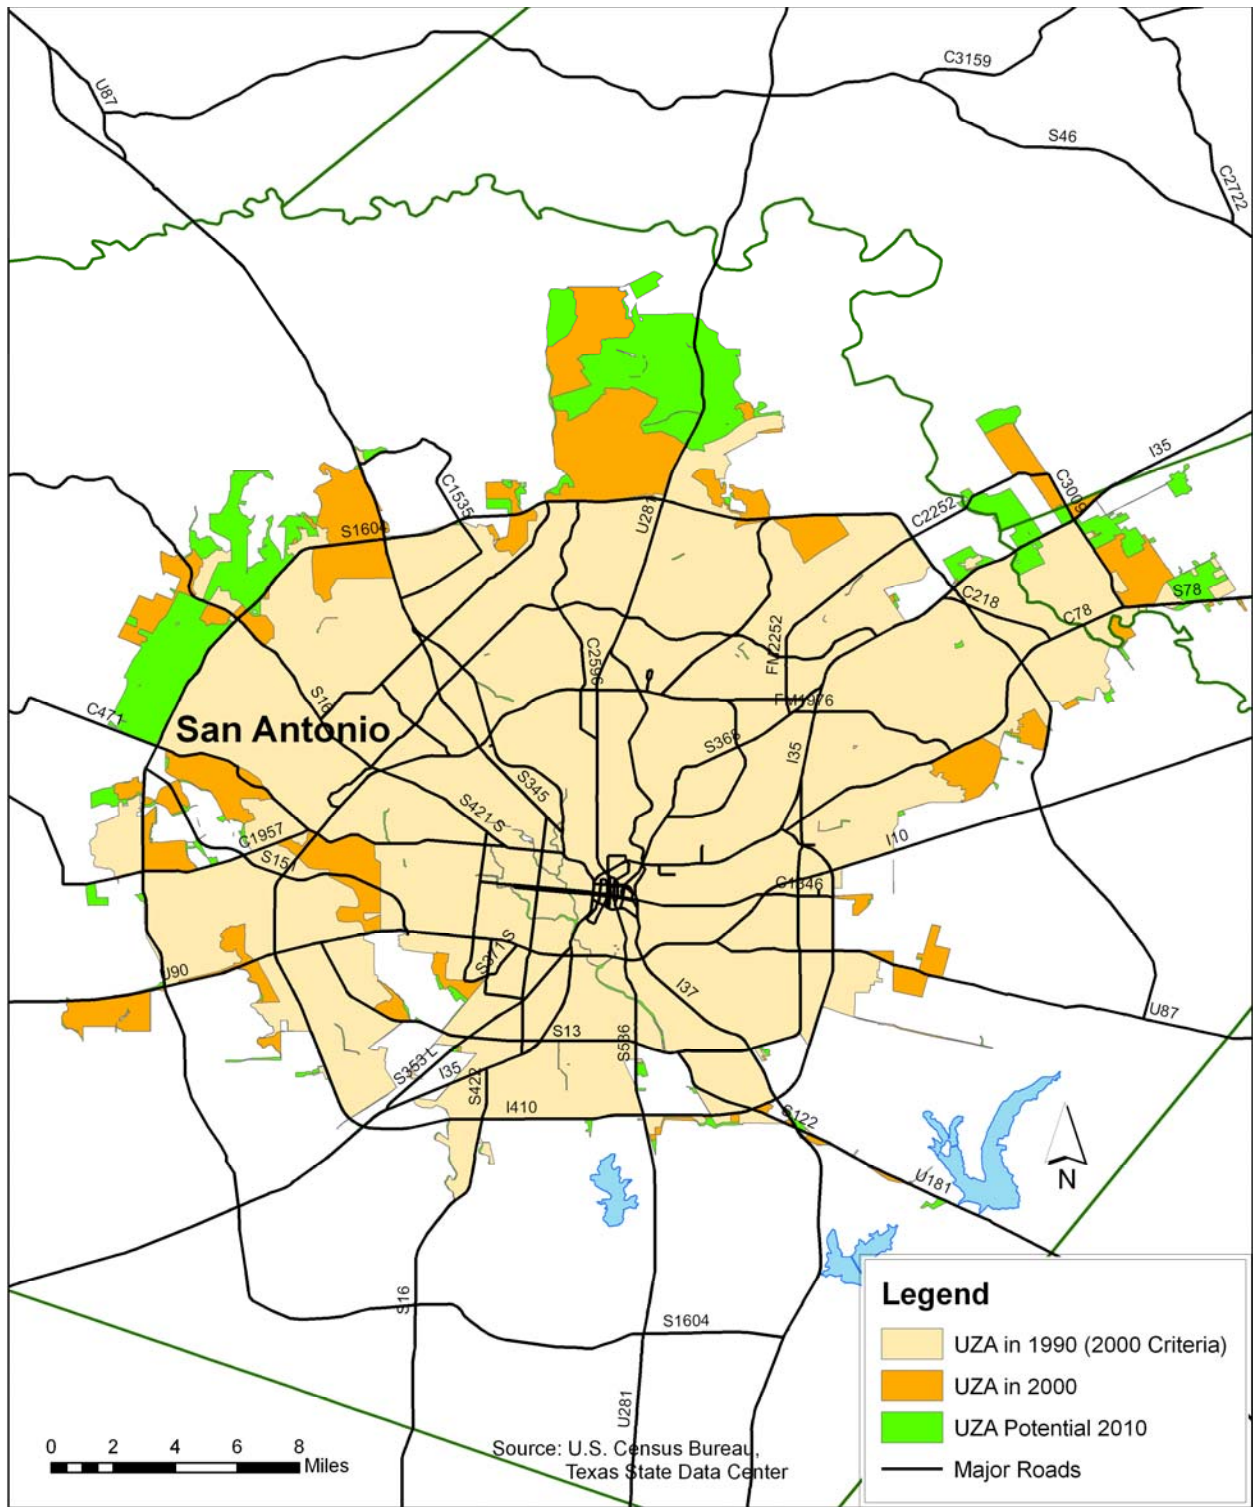 U87
C3159
S46
C2722
I35
C3009
C1535
U281
C2252
S1604
S78
C218
C78
FM2252
C2596
S16
FM1976
C471
San Antonio
S368
I35
S345
S421 S
C1957
S151
I10
C1346
S371 S
U90
I37
U87
S13
S536
S353 L
I35
S422
I410
S122
N
U181
S16
S1604
U281
Legend
UZA in 1990 (2000 Criteria)
UZA in 2000
UZA Potential 2010
Major Roads
0 2 4 6 8
Miles
Source: U.S. Census Bureau,
Texas State Data Center